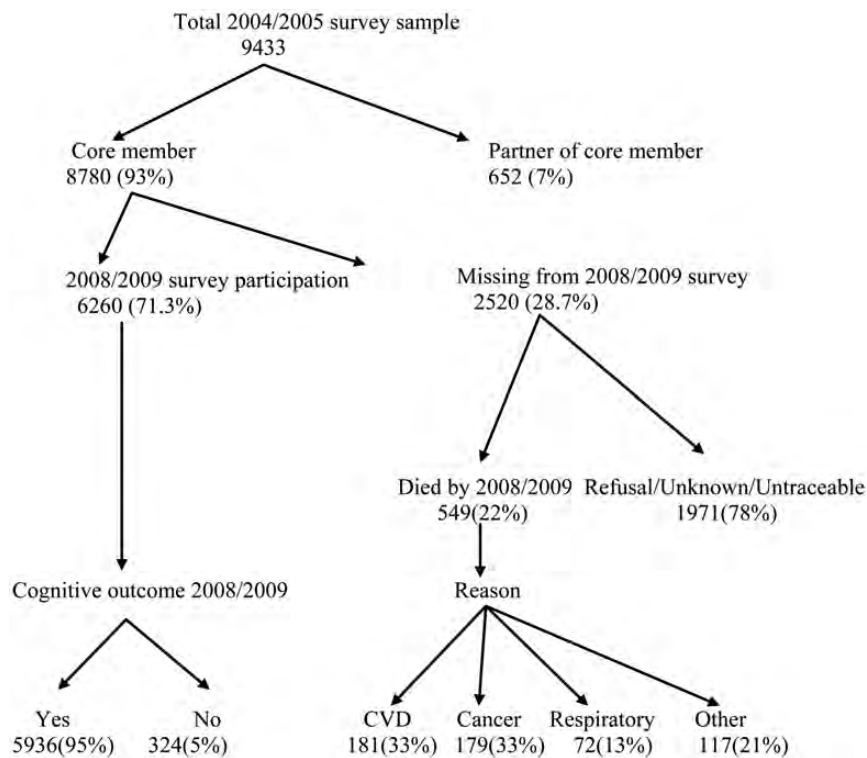 Total 2004/2005 survey sample
9433
Core member
8780 (93%)
Partner of core member
652 (7%)
2008/2009 survey participation
6260 (71.3%)
Missing from 2008/2009 survey
2520 (28.7%)
Died by 2008/2009
549(22%)
Refusal/Unknown/Untraceable
1971(78%)
Cognitive outcome 2008/2009
Reason
Yes
5936(95%)
No
324(5%)
CVD
181(33%)
Cancer
179(33%)
Respiratory
72(13%)
Other
117(21%)